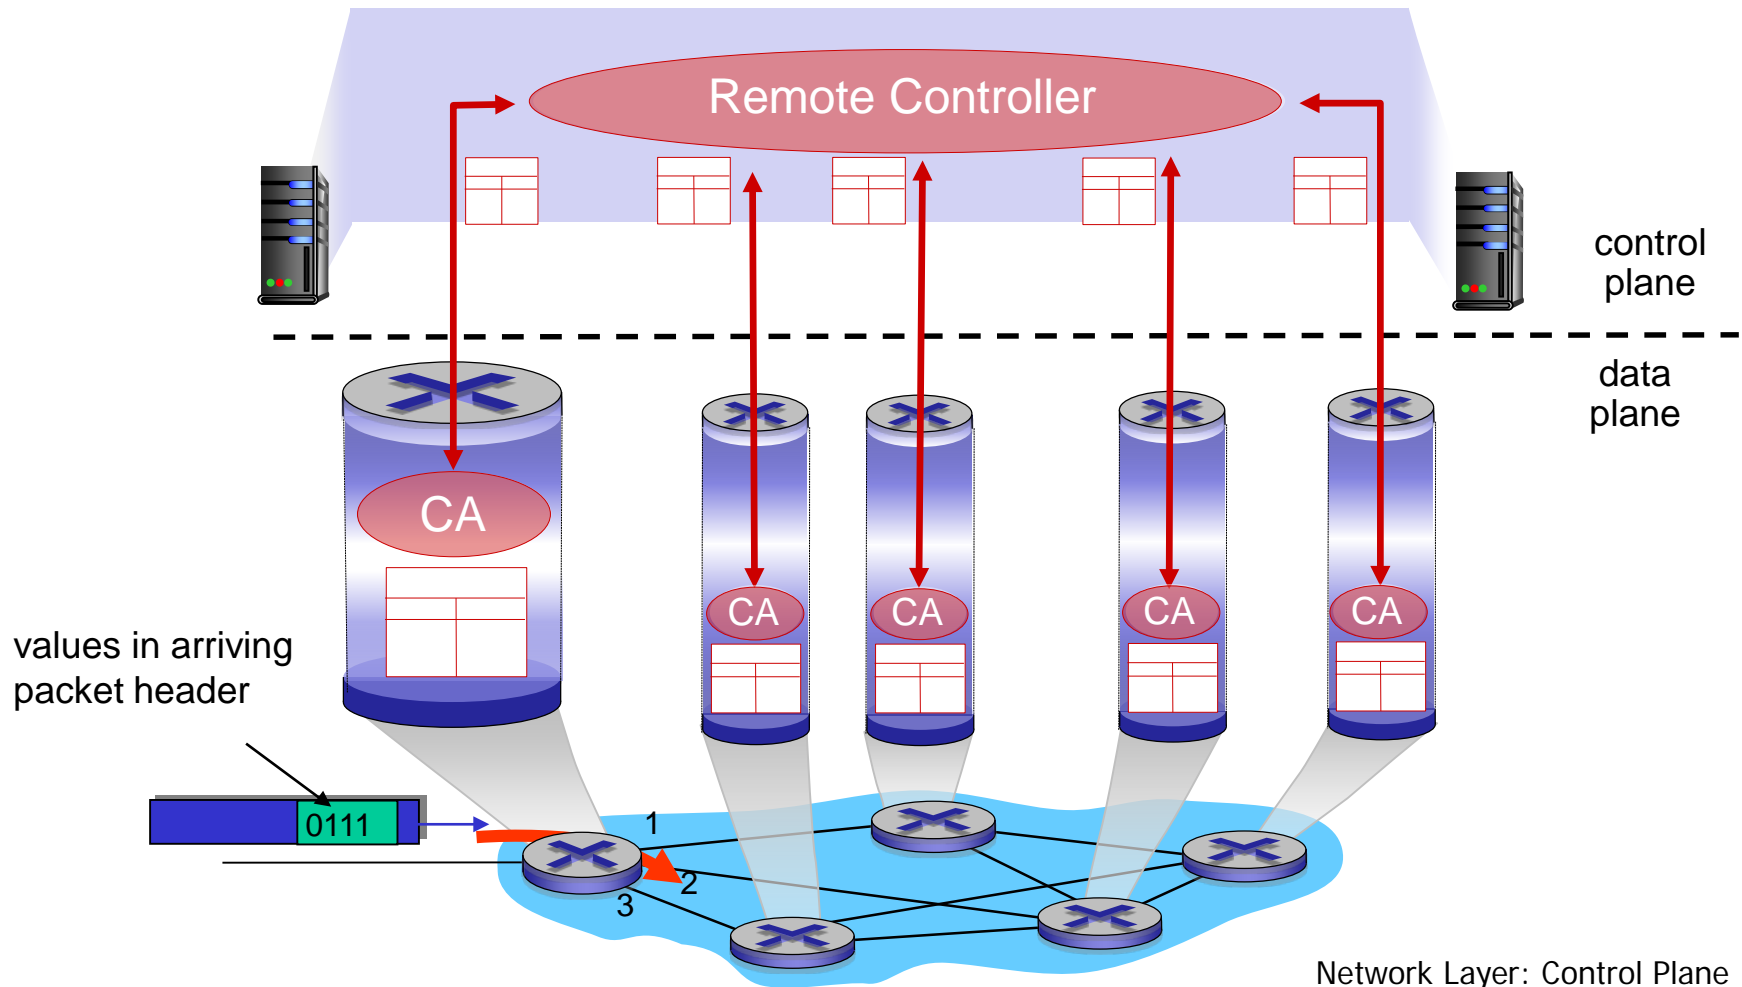 Remote Controller
control
plane
data
plane
CA
CA
CA
CA
CA
values in arriving
packet header
0111
1
2
3
Network Layer: Control Plane